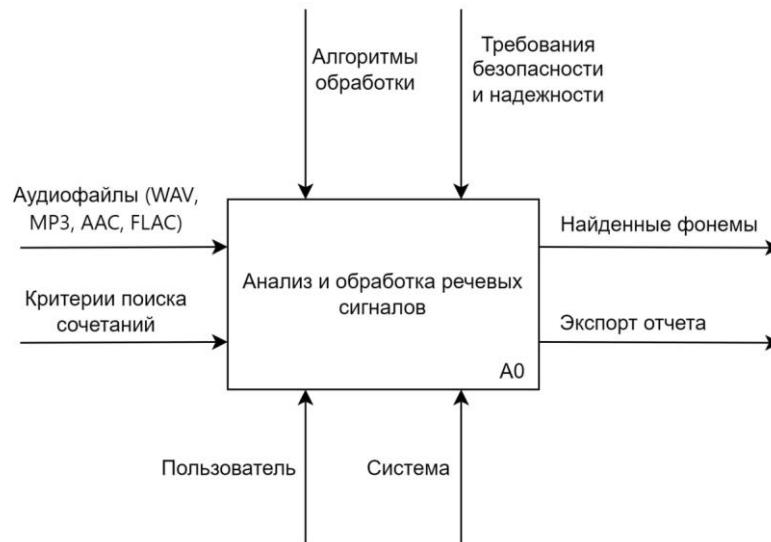 Алгоритмы
обработки
Требования
безопасности
и надежности
Аудиофайлы (WAV,
MP3, AAC, FLAC)
Найденные фонемы
Анализ и обработка речевых
сигналов
Критерии поиска
сочетаний
Экспорт отчета
A0
Пользователь
Система